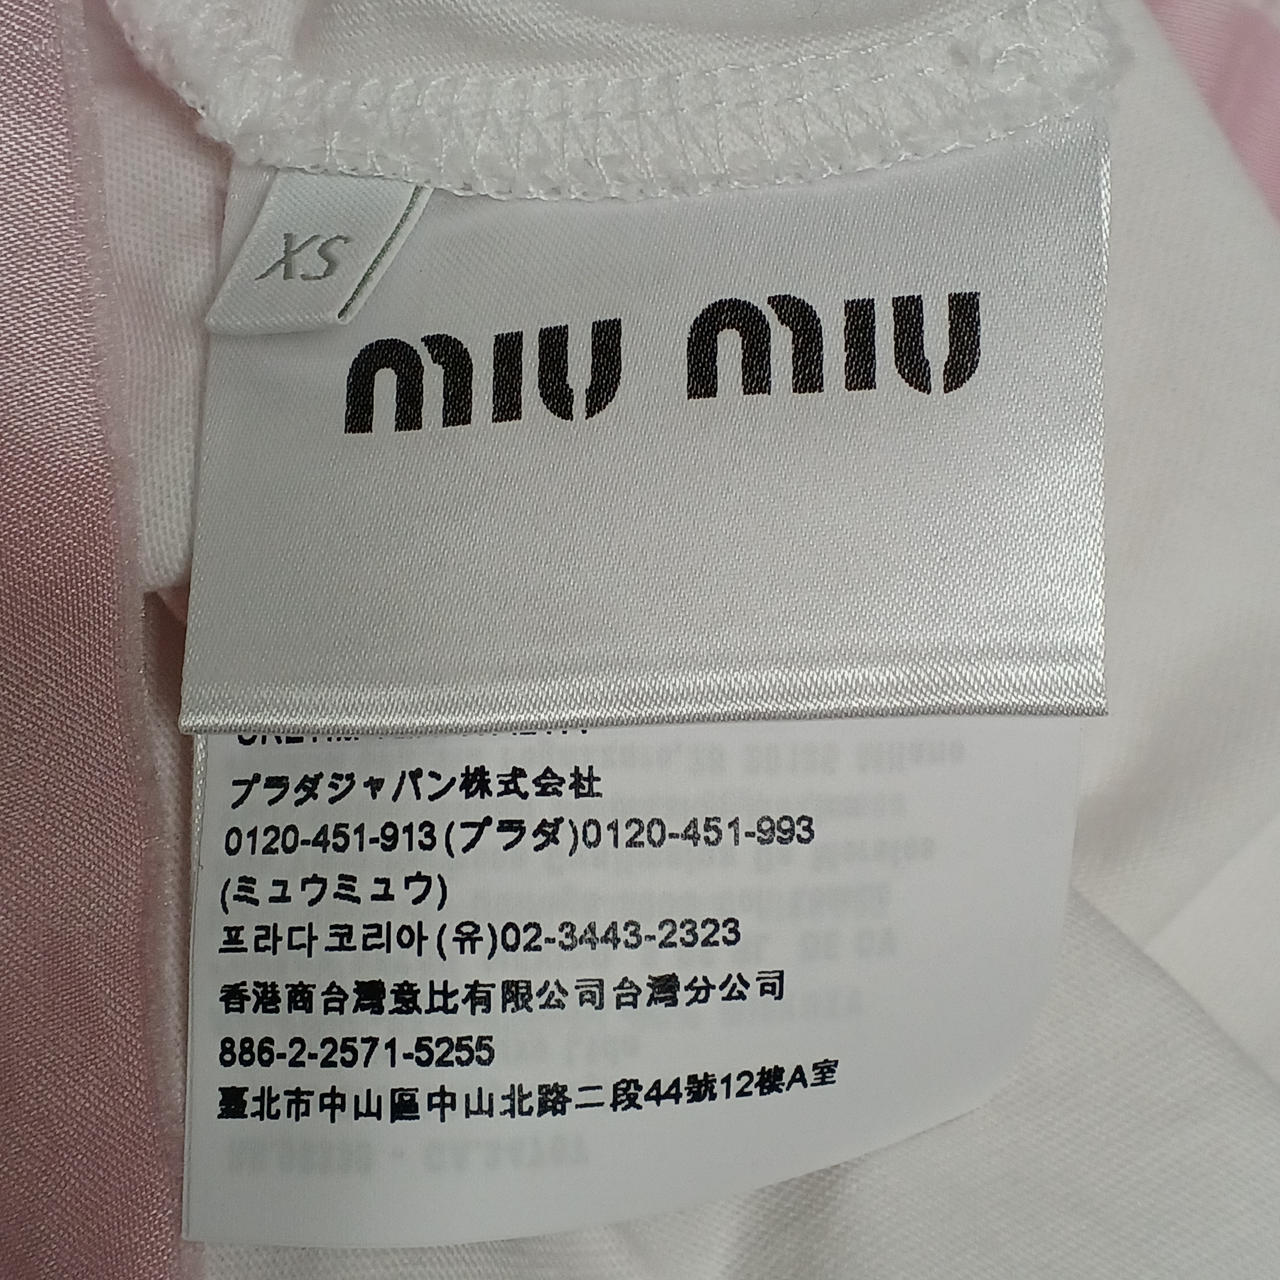 XS
miu miu
プラダジャパン株式会社
0120-451-913(プラダ)0120-451-993
(ミュウミュウ)
프라다코리아(유)02-3443-2323
香港商台灣意比有限公司台灣分公司
886-2-2571-5255
臺北市中山區中山北路二段44號12樓A室